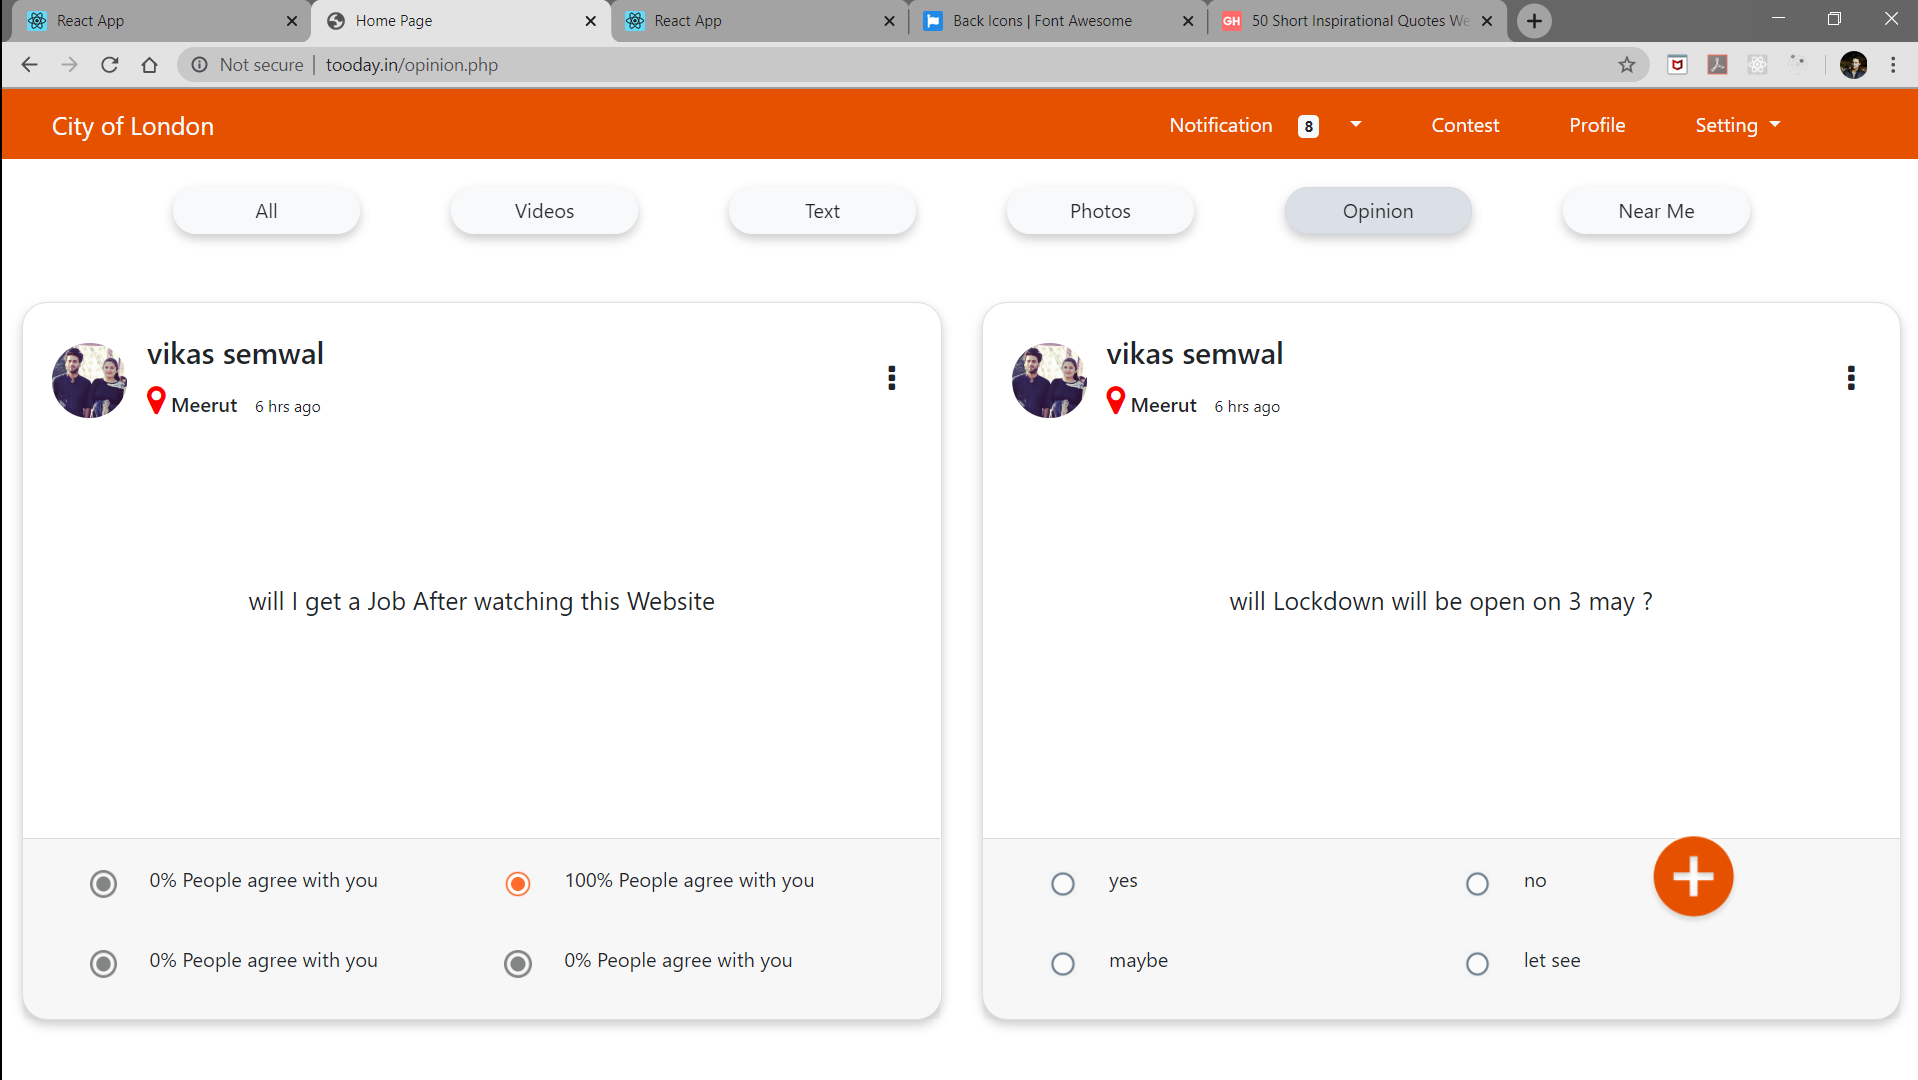 React App
Home Page
React App
Back Icons | Font Awesome
GH 50 Short Inspirational Quotes We
Not secure | tooday.in/opinion.php
City of London
Notification 8
Contest
Profile
Setting
All
Videos
Text
Photos
Opinion
Near Me
vikas semwal
Meerut 6 hrs ago
will I get a Job After watching this Website
0% People agree with you
100% People agree with you
0% People agree with you
0% People agree with you
vikas semwal
Meerut 6 hrs ago
will Lockdown will be open on 3 may ?
yes
no
maybe
let see